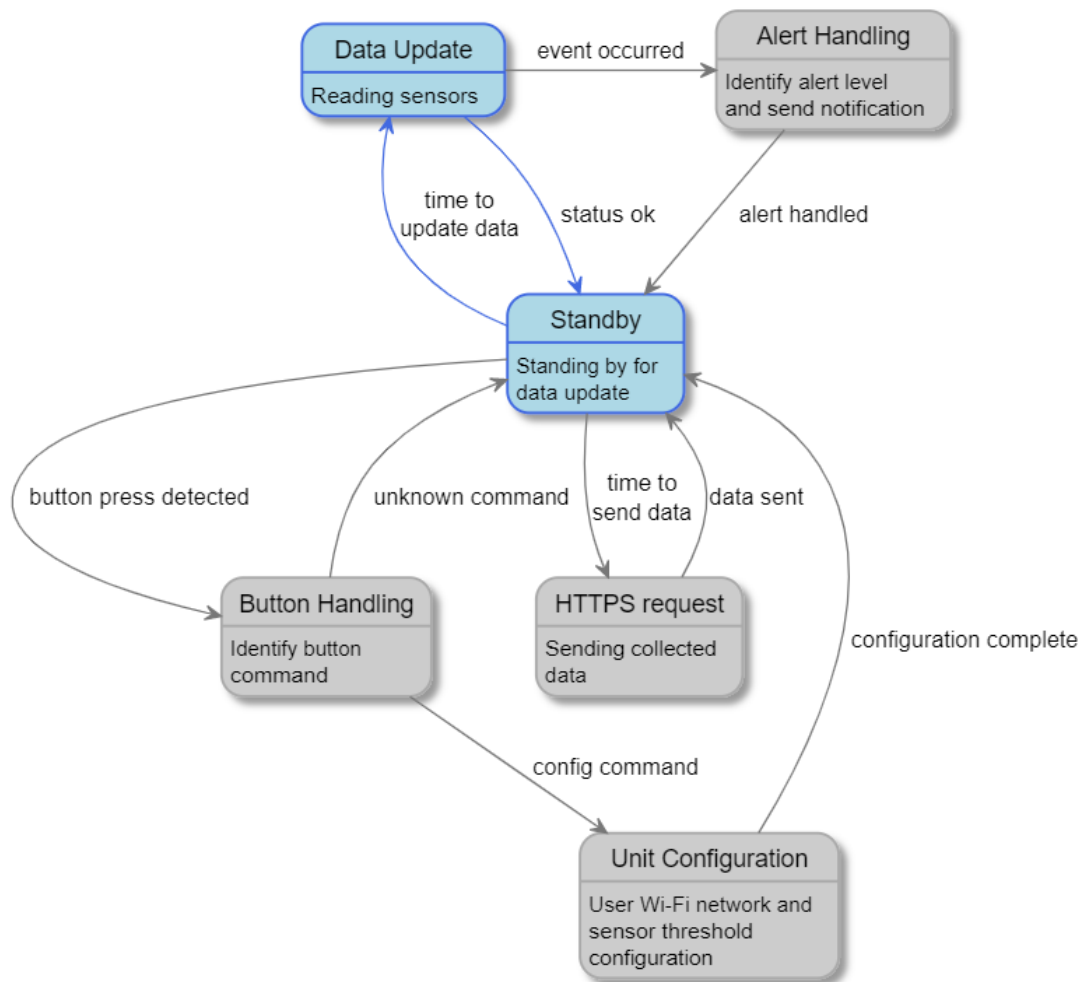 Data Update
Reading sensors
event occurred
Alert Handling
Identify alert level
and send notification
time to
update data
status ok
alert handled
Standby
Standing by for
data update
button press detected
unknown command
time to
send data
data sent
Button Handling
Identify button
command
HTTPS request
Sending collected
data
configuration complete
config command
Unit Configuration
User Wi-Fi network and
sensor threshold
configuration